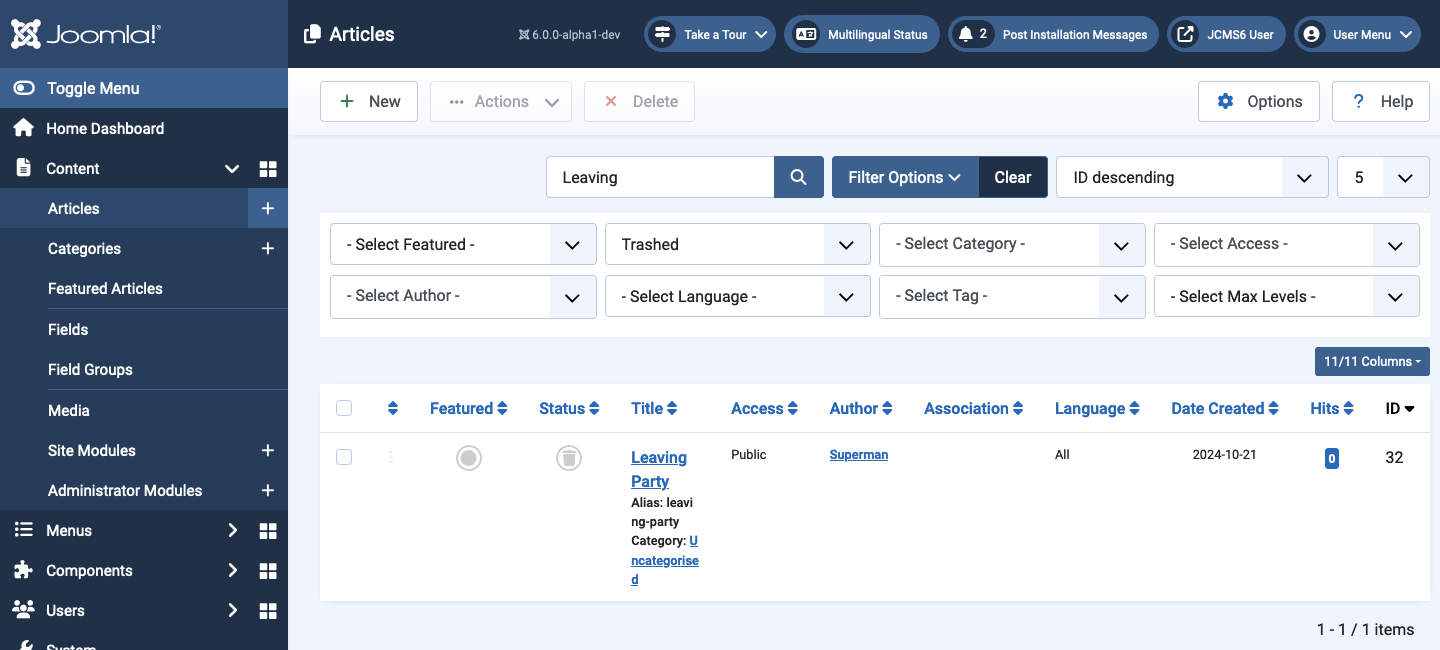 Joomla!®
Articles
6.0.0-alpha1-dev
Take a Tour
Multilingual Status
2 Post Installation Messages
JCMS6 User
User Menu
Toggle Menu
Home Dashboard
Content
Articles
Categories
Featured Articles
Fields
Field Groups
Media
Site Modules
Administrator Modules
Menus
Components
Users
System
New
Actions
Delete
Options
? Help
Leaving
Filter Options
Clear
ID descending
5
- Select Featured -
Trashed
- Select Category -
- Select Access -
- Select Author -
- Select Language -
- Select Tag -
- Select Max Levels -
11/11 Columns
Featured Status Title Access Author Association Language Date Created Hits ID
Leaving Public Superman All 2024-10-21 0 32
Party
Alias: leavi
ng-party
Category: U
ncategorise
d
1 - 1 / 1 items